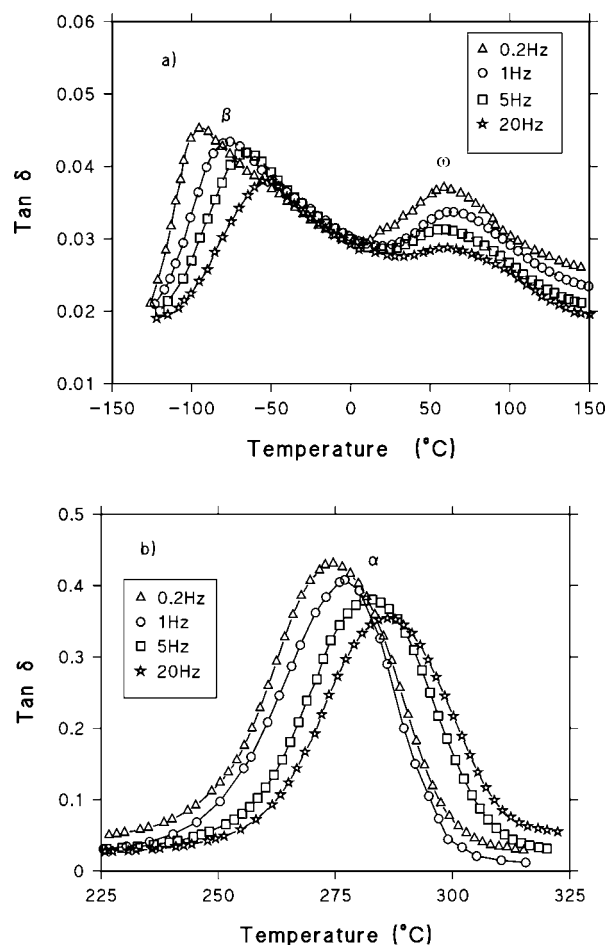 0.06
a)
△ 0.2Hz
○ 1Hz
□ 5Hz
☆ 20Hz
0.05
β
ω
0.04
Tan δ
0.03
0.02
0.01
−150 −100 −50 0 50 100 150
Temperature (°C)
0.5
b)
α
△ 0.2Hz
○ 1Hz
□ 5Hz
☆ 20Hz
0.4
0.3
Tan δ
0.2
0.1
0
225 250 275 300 325
Temperature (°C)